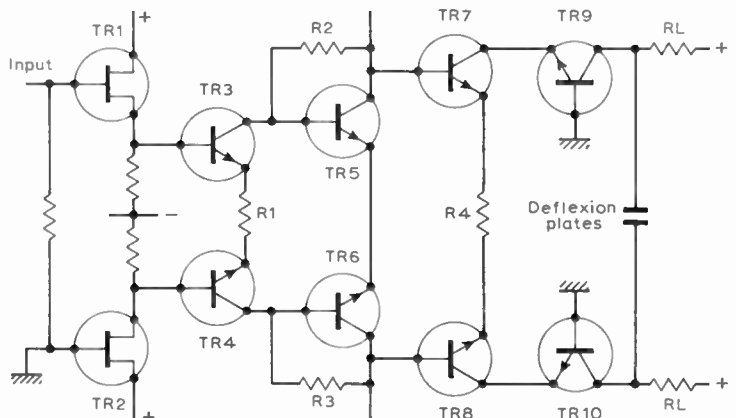 +
TR1
Input
TR3
R2
TR5
TR7
TR9
RL
+
R1
-
R4
Deflexion
plates
TR6
TR4
TR2
+
R3
TR8
TR10
RL
+